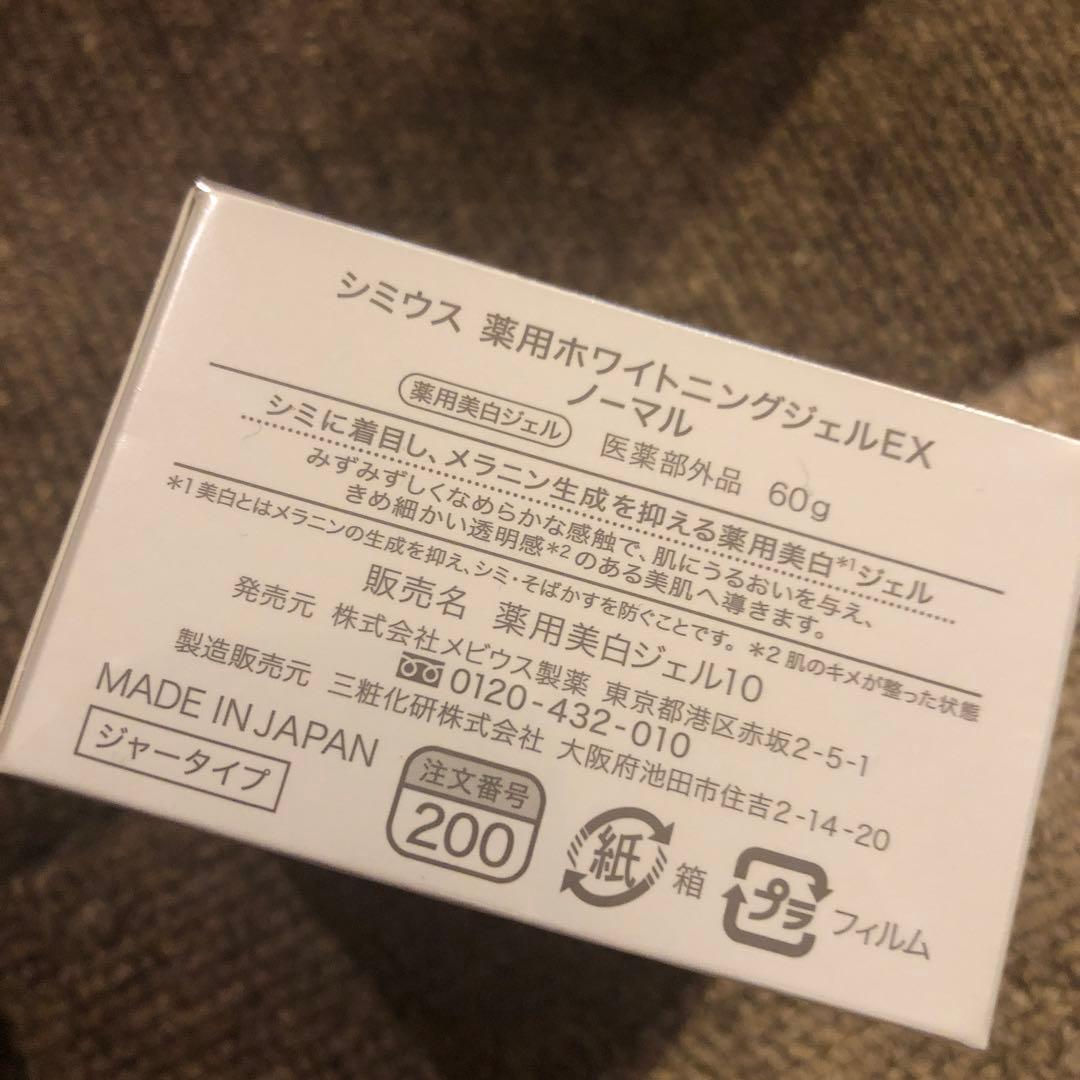 シミウス 薬用ホワイトニングジェルEX
ノーマル
薬用美白ジェル 医薬部外品 60g
シミに着目し、メラニン生成を抑える薬用美白*1ジェル
みずみずしくなめらかな感触で、肌にうるおいを与え、
きめ細かい透明感*2のある美肌へ導きます。
*1美白とはメラニンの生成を抑え、シミ・そばかすを防ぐことです。*2肌のキメが整った状態
販売名 薬用美白ジェル10
発売元 株式会社メビウス製薬 東京都港区赤坂2-5-1
0120-432-010
製造販売元 三粧化研株式会社 大阪府池田市住吉2-14-20
MADE IN JAPAN
ジャータイプ
注文番号
200
紙 箱
プラ フィルム